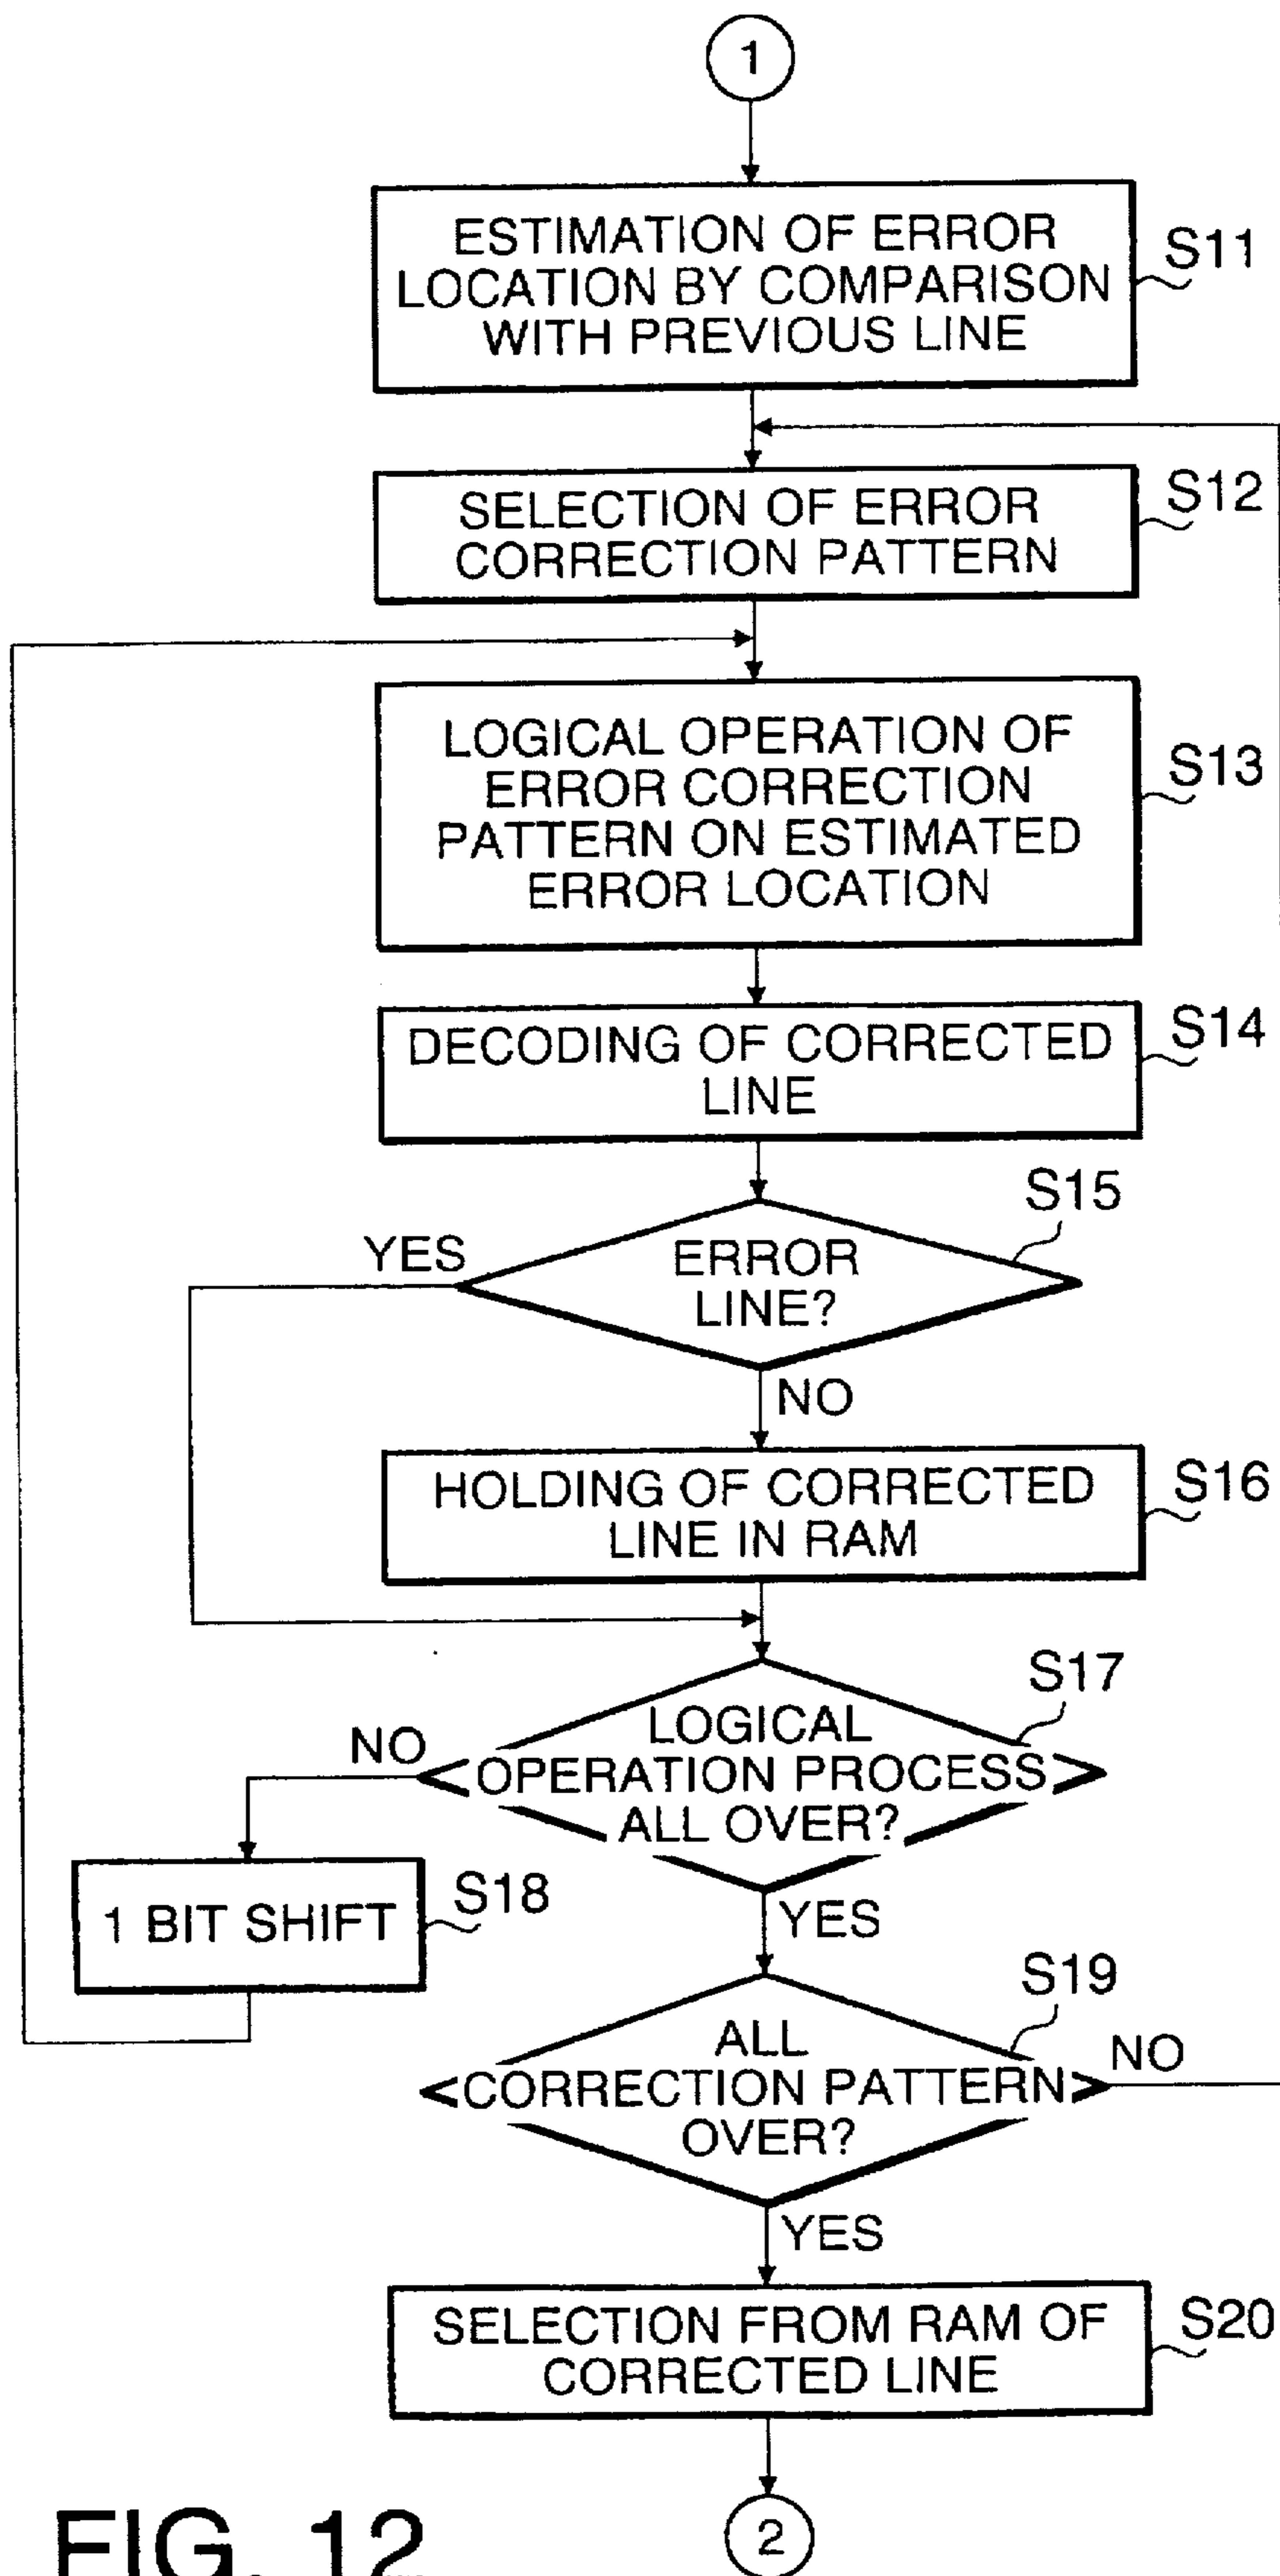 1
ESTIMATION OF ERROR
LOCATION BY COMPARISON
WITH PREVIOUS LINE
S11
SELECTION OF ERROR
CORRECTION PATTERN
S12
LOGICAL OPERATION OF
ERROR CORRECTION
PATTERN ON ESTIMATED
ERROR LOCATION
S13
DECODING OF CORRECTED
LINE
S14
S15
YES
ERROR
LINE?
NO
HOLDING OF CORRECTED
LINE IN RAM
S16
S17
NO
LOGICAL
OPERATION PROCESS
ALL OVER?
1 BIT SHIFT
S18
YES
S19
ALL
CORRECTION PATTERN
OVER?
NO
YES
SELECTION FROM RAM OF
CORRECTED LINE
S20
2
FIG. 12